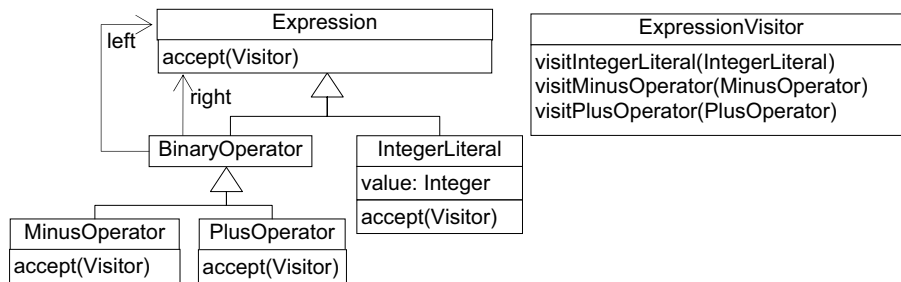 Expression
accept(Visitor)
left
right
BinaryOperator
IntegerLiteral
value: Integer
accept(Visitor)
MinusOperator
accept(Visitor)
PlusOperator
accept(Visitor)
ExpressionVisitor
visitIntegerLiteral(IntegerLiteral)
visitMinusOperator(MinusOperator)
visitPlusOperator(PlusOperator)